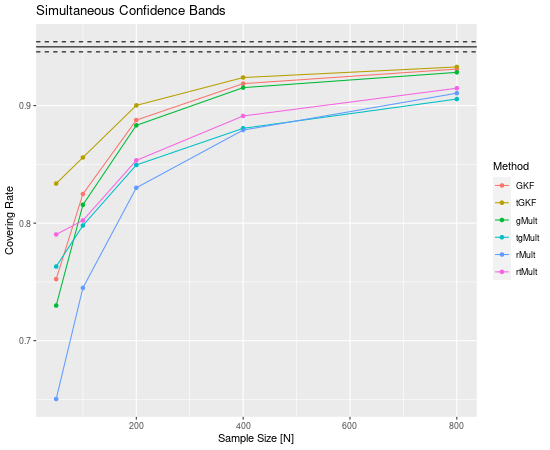 Simultaneous Confidence Bands
0.9
0.8
0.7
Covering Rate
200
400
600
800
Sample Size [N]
Method
GKF
tGKF
gMult
tgMult
rMult
rtMult